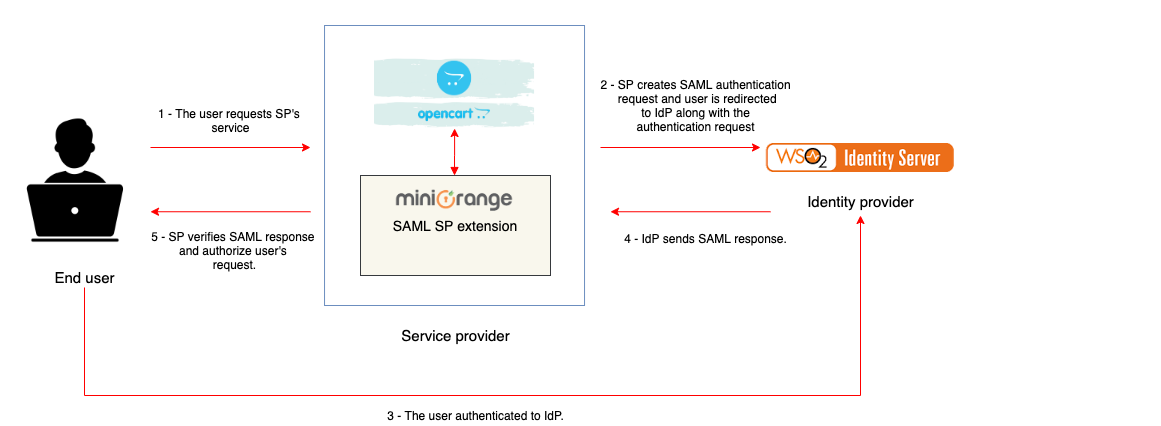 opencart
1 - The user requests SP's
service
2 - SP creates SAML authentication
request and user is redirected
to IdP along with the
authentication request
WSO2 Identity Server
miniOrange
SAML SP extension
Identity provider
5 - SP verifies SAML response
and authorize user's
request.
4 - IdP sends SAML response.
End user
Service provider
3 - The user authenticated to IdP.